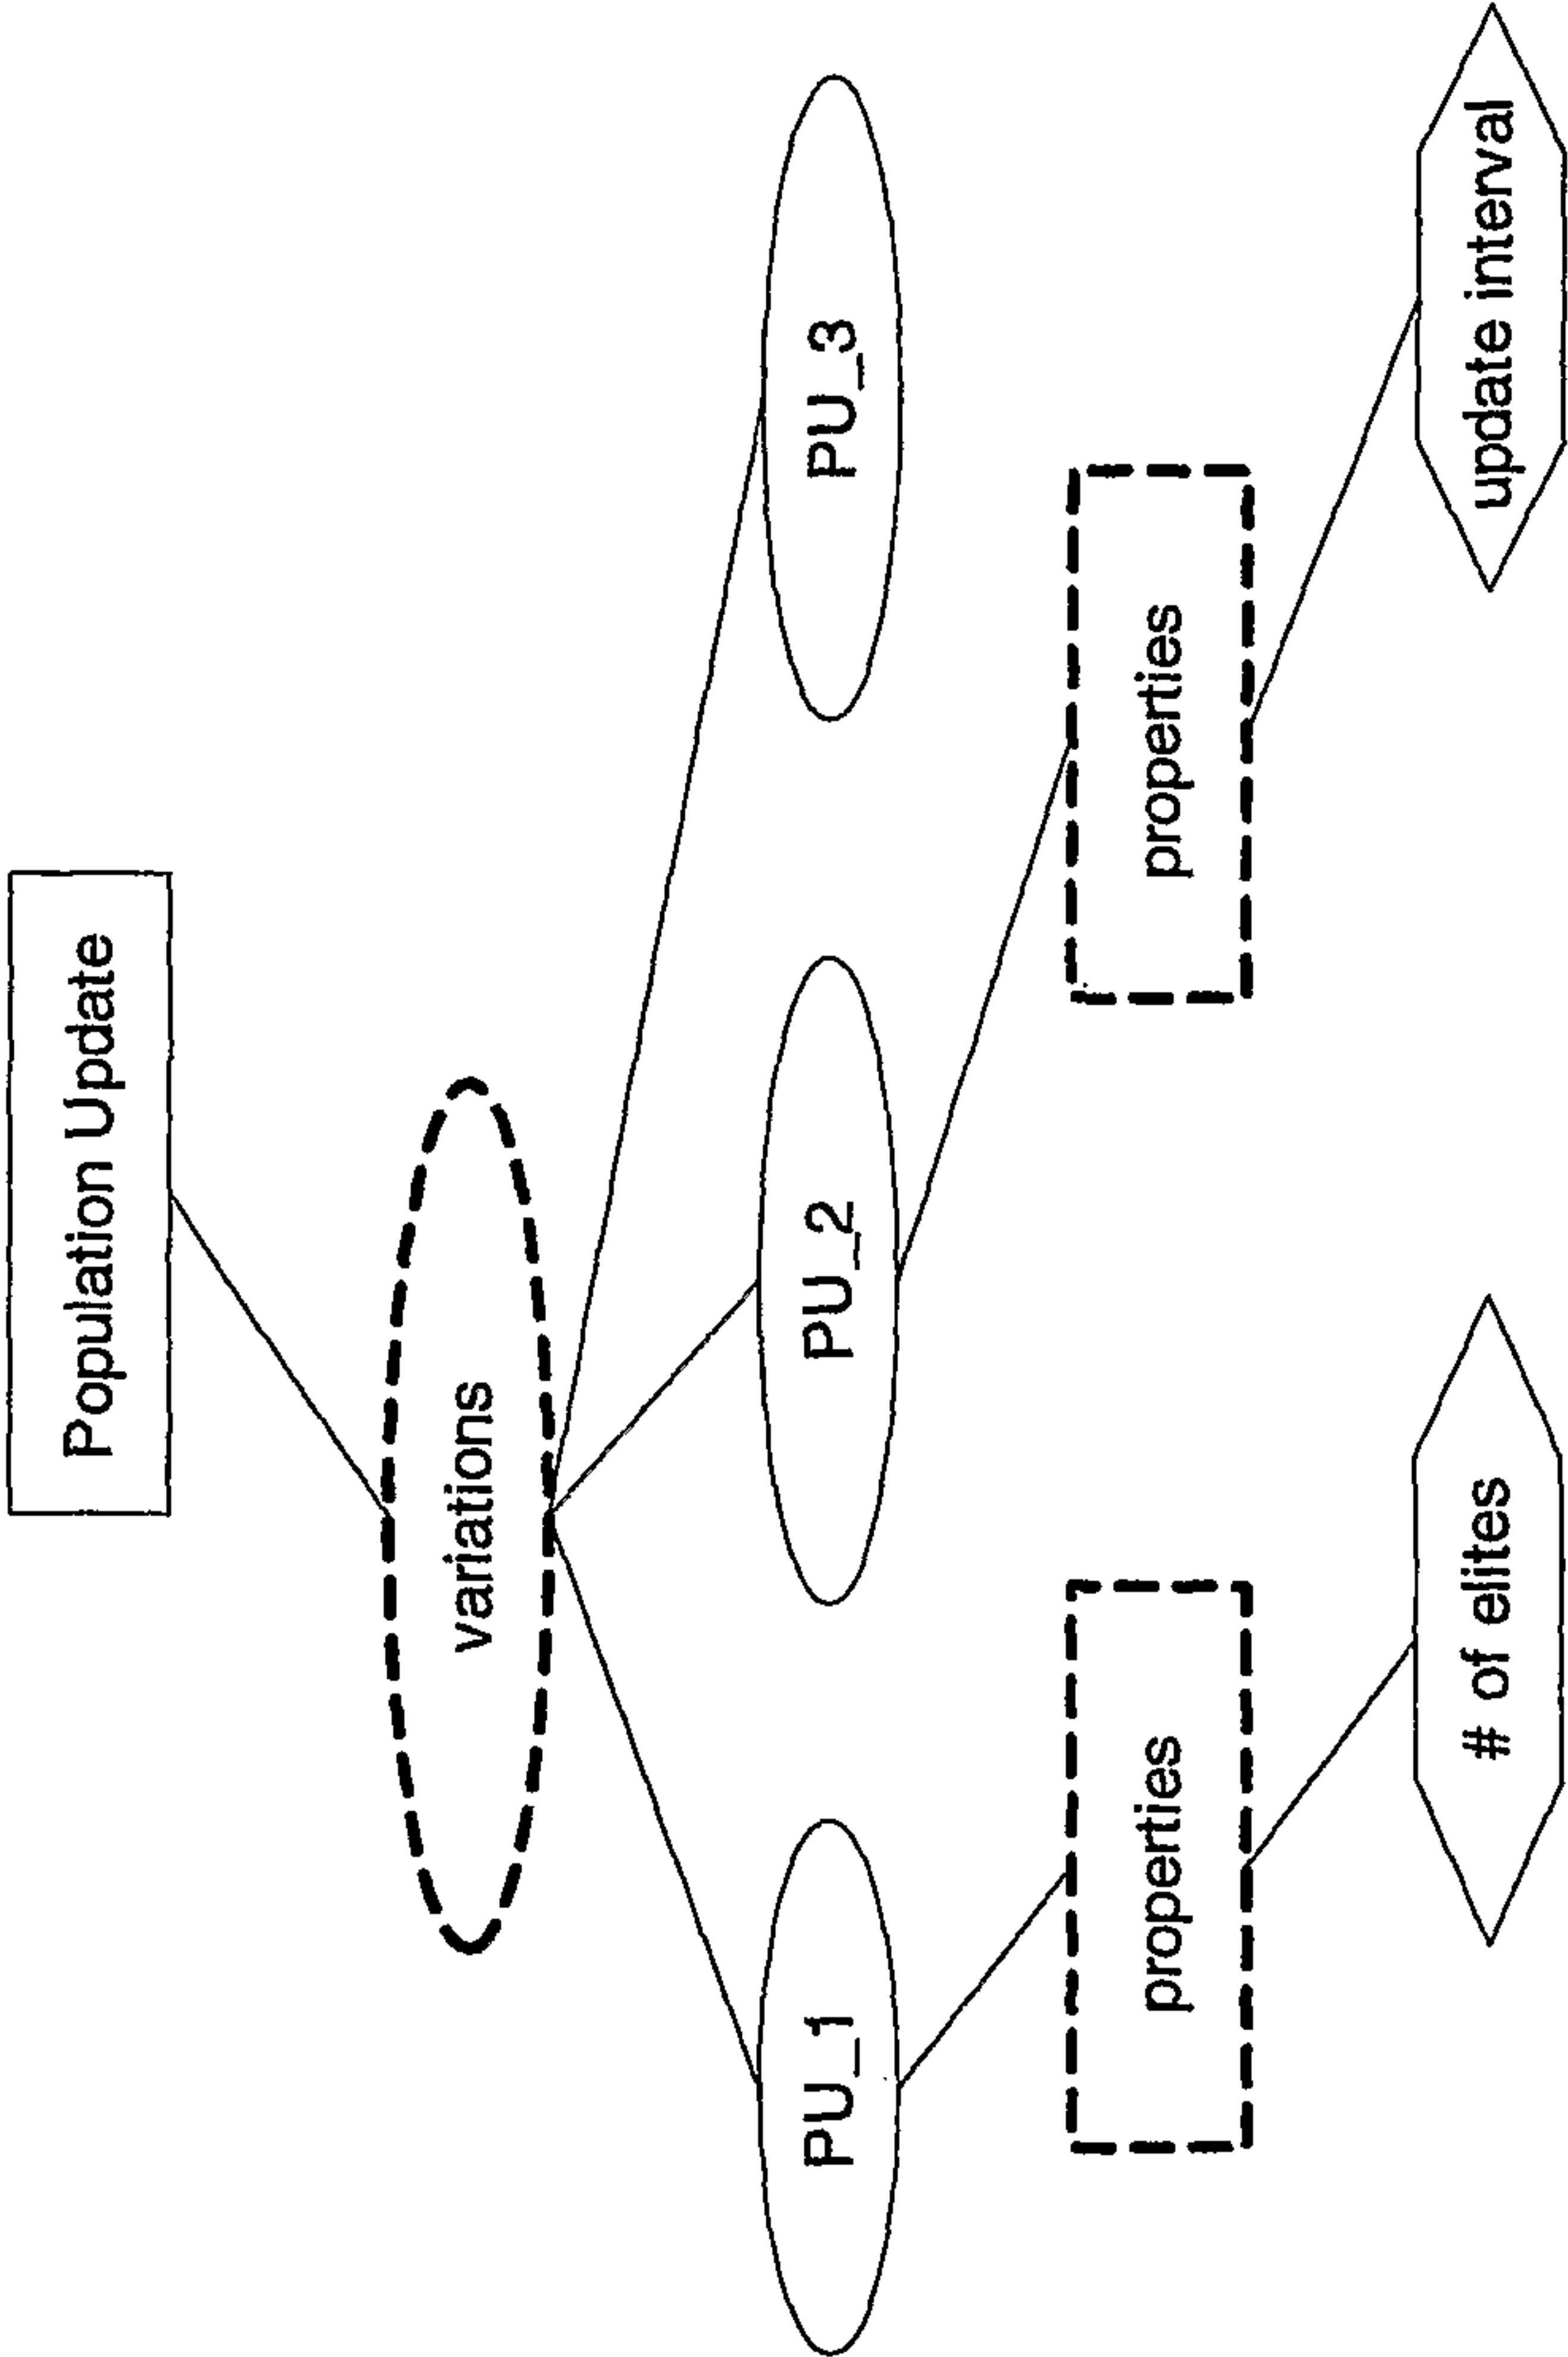 Population Update
variations
PU_1
PU_2
PU_3
properties
properties
# of elites
update interval